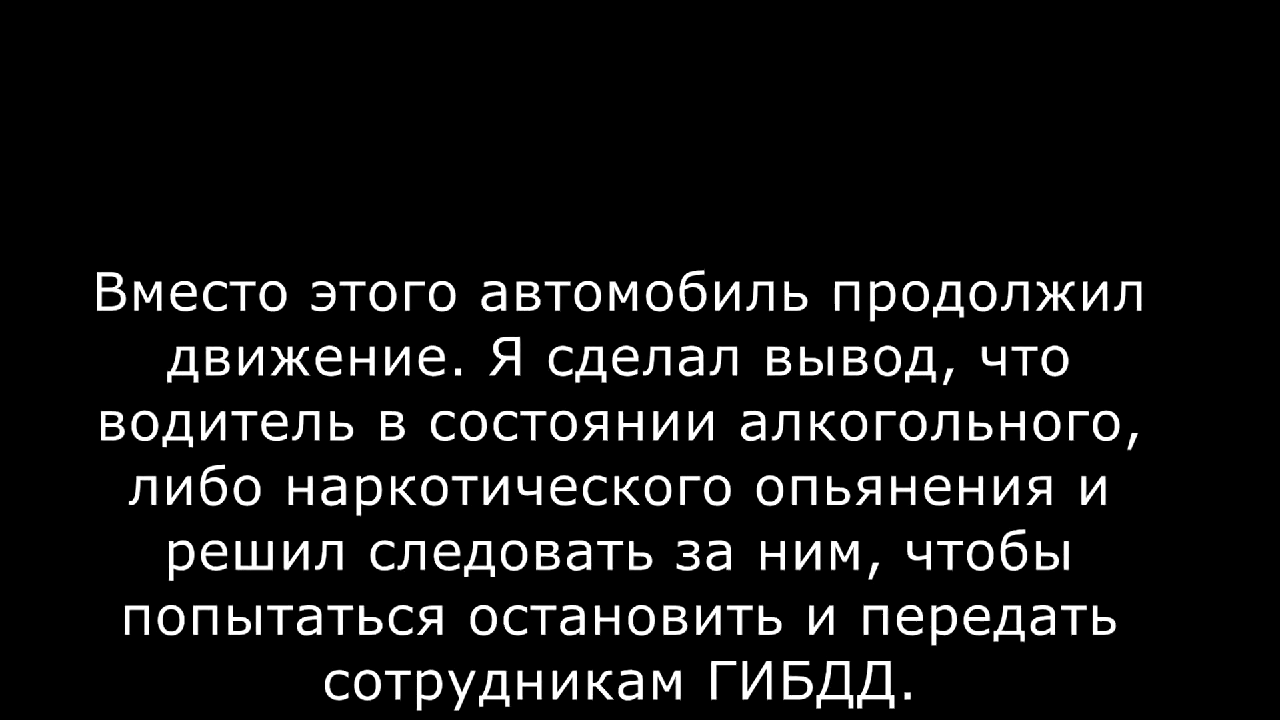 Вместо этого автомобиль продолжил
движение. Я сделал вывод, что
водитель в состоянии алкогольного,
либо наркотического опьянения и
решил следовать за ним, чтобы
попытаться остановить и передать
сотрудникам ГИБДД.